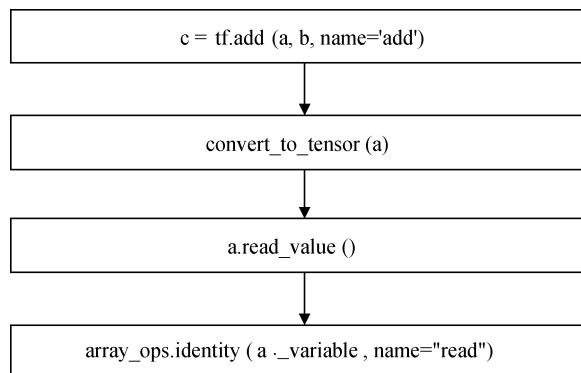 c = tf.add (a, b, name='add')
convert_to_tensor (a)
a.read_value ()
array_ops.identity ( a ._variable , name="read")